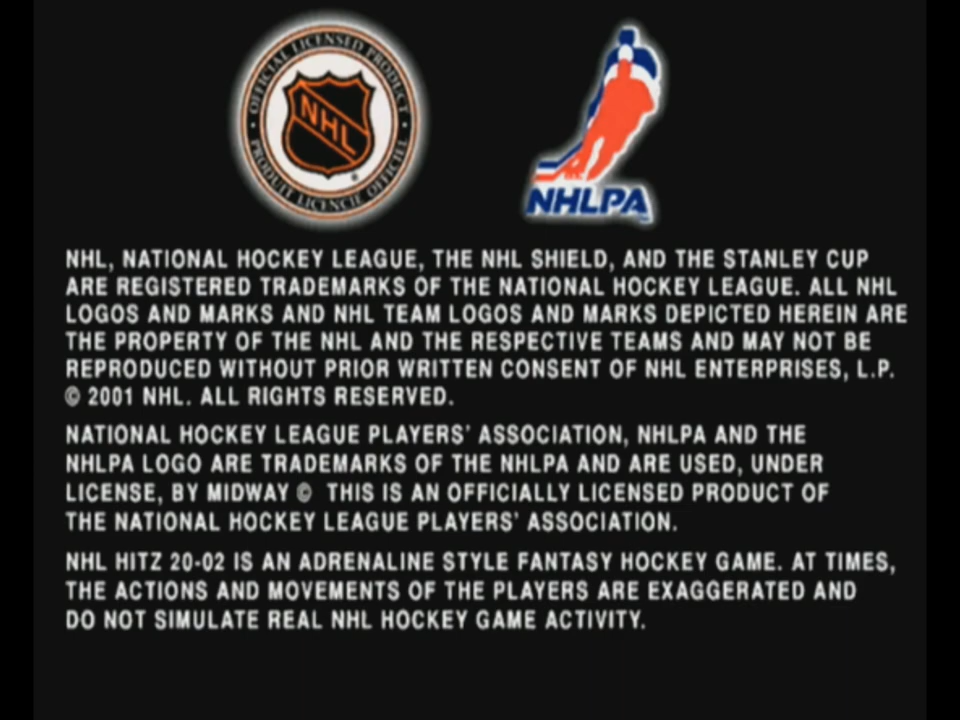 OFFICIAL LICENSED PRODUCT
NHL
PRODUIT LICENCIE OFFICIEL
NHLPA
NHL, NATIONAL HOCKEY LEAGUE, THE NHL SHIELD, AND THE STANLEY CUP
ARE REGISTERED TRADEMARKS OF THE NATIONAL HOCKEY LEAGUE. ALL NHL
LOGOS AND MARKS AND NHL TEAM LOGOS AND MARKS DEPICTED HEREIN ARE
THE PROPERTY OF THE NHL AND THE RESPECTIVE TEAMS AND MAY NOT BE
REPRODUCED WITHOUT PRIOR WRITTEN CONSENT OF NHL ENTERPRISES, L.P.
© 2001 NHL. ALL RIGHTS RESERVED.
NATIONAL HOCKEY LEAGUE PLAYERS' ASSOCIATION, NHLPA AND THE
NHLPA LOGO ARE TRADEMARKS OF THE NHLPA AND ARE USED, UNDER
LICENSE, BY MIDWAY © THIS IS AN OFFICIALLY LICENSED PRODUCT OF
THE NATIONAL HOCKEY LEAGUE PLAYERS' ASSOCIATION.
NHL HITZ 20-02 IS AN ADRENALINE STYLE FANTASY HOCKEY GAME. AT TIMES,
THE ACTIONS AND MOVEMENTS OF THE PLAYERS ARE EXAGGERATED AND
DO NOT SIMULATE REAL NHL HOCKEY GAME ACTIVITY.